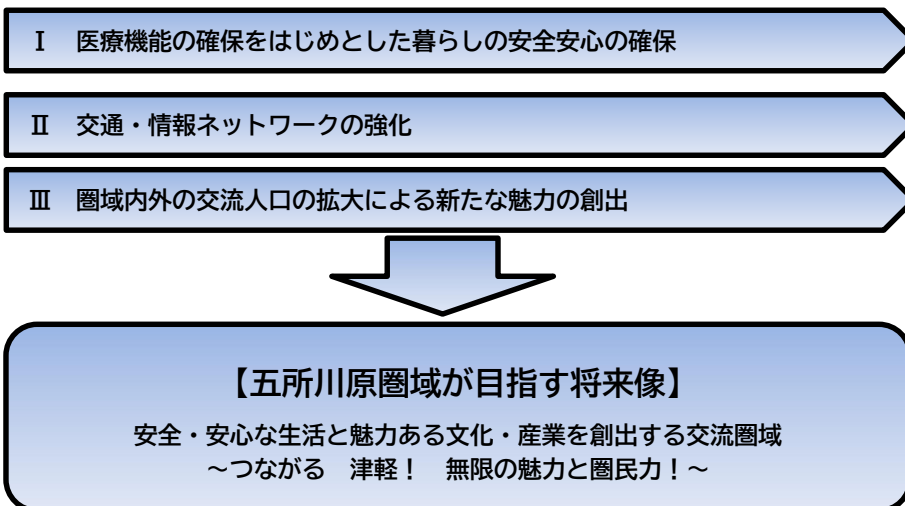 Ⅰ　医療機能の確保をはじめとした暮らしの安全安心の確保
Ⅱ　交通・情報ネットワークの強化
Ⅲ　圏域内外の交流人口の拡大による新たな魅力の創出
【五所川原圏域が目指す将来像】
安全・安心な生活と魅力ある文化・産業を創出する交流圏域
～つながる　津軽！　無限の魅力と圏民力！～